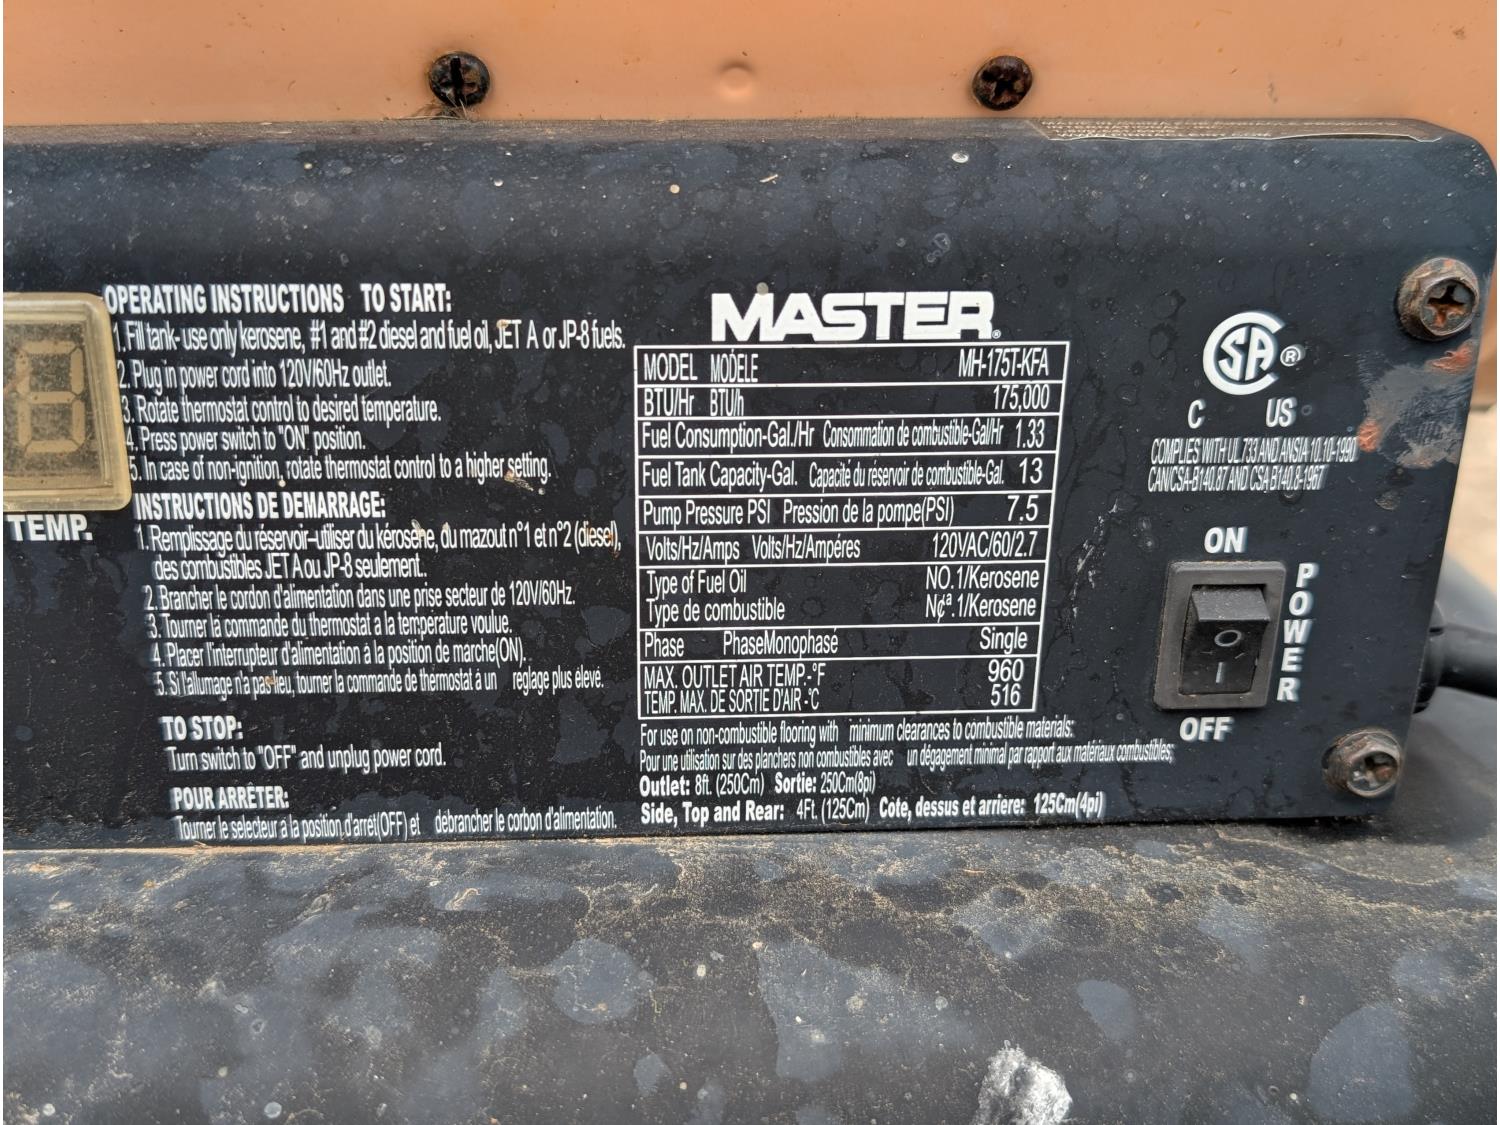 OPERATING INSTRUCTIONS TO START:
1. Fill tank-use only kerosene, #1 and #2 diesel and fuel oil, JET A or JP-8 fuels.
2. Plug in power cord into 120V/60Hz outlet.
3. Rotate thermostat control to desired temperature.
4. Press power switch to "ON" position.
5. In case of non-ignition, rotate thermostat control to a higher setting.
TEMP.
INSTRUCTIONS DE DEMARRAGE:
1. Remplissage du réservoir-utiliser du kérosène, du mazout n°1 et n°2 (diesel),
des combustibles JET A ou JP-8 seulement..
2. Brancher le cordon d'alimentation dans une prise secteur de 120V/60Hz.
3. Tourner la commande du thermostat a la température voulue.
4. Placer l'interrupteur d'alimentation à la position de marche(ON).
5. Si l'allumage n'a pas lieu, tourner la commande de thermostat à un reglage plus élevé.
TO STOP:
Turn switch to "OFF" and unplug power cord.
POUR ARRÊTER:
Tourner le selecteur à la position d'arrêt(OFF) et débrancher le corbon d'alimentation.
MASTER®
MODEL MODÈLE MH-175T-KFA
BTU/Hr BTU/h 175,000
Fuel Consumption-Gal./Hr Consommation de combustible-Gal/Hr 1.33
Fuel Tank Capacity-Gal. Capacité du réservoir de combustible-Gal. 13
Pump Pressure PSI Pression de la pompe(PSI) 7.5
Volts/Hz/Amps Volts/Hz/Ampéres 120VAC/60/2.7
Type of Fuel Oil NO.1/Kerosene
Type de combustible N¢ª.1/Kerosene
Phase PhaseMonophasé Single
MAX. OUTLET AIR TEMP.-°F 960
TEMP. MAX. DE SORTIE D'AIR -°C 516
For use on non-combustible flooring with minimum clearances to combustible materials:
Pour une utilisation sur des planchers non combustibles avec un dégagement minimal par rapport aux matériaux combustibles;
Outlet: 8ft. (250Cm) Sortie: 250Cm(8pi)
Side, Top and Rear: 4Ft. (125Cm) Cote, dessus et arriere: 125Cm(4pi)
SA ®
C US
COMPLIES WITH UL 733 AND ANSI A 10.10-1990
CAN/CSA-B140.87 AND CSA B140.8-1967
ON
POWER
OFF